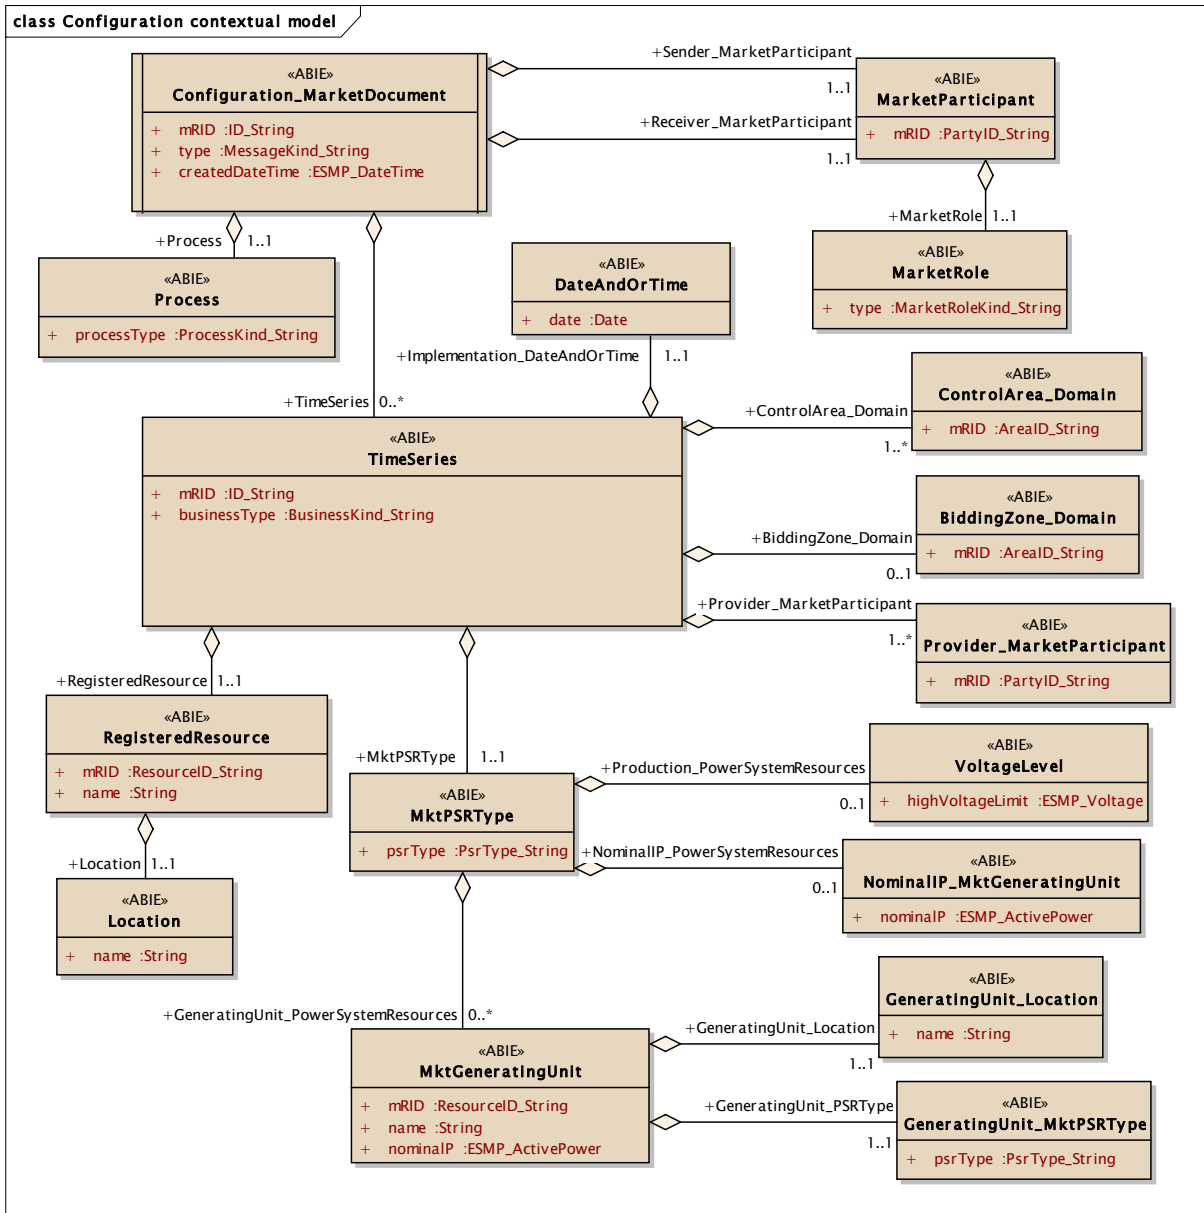 class Configuration contextual model
«ABIE»
Configuration_MarketDocument
+ mRID :ID_String
+ type :MessageKind_String
+ createdDateTime :ESMP_DateTime
+Sender_MarketParticipant
1..1
+Receiver_MarketParticipant
1..1
«ABIE»
MarketParticipant
+ mRID :PartyID_String
+MarketRole 1..1
«ABIE»
MarketRole
+ type :MarketRoleKind_String
+Process 1..1
«ABIE»
Process
+ processType :ProcessKind_String
«ABIE»
DateAndOrTime
+ date :Date
+Implementation_DateAndOrTime 1..1
+TimeSeries 0..*
«ABIE»
TimeSeries
+ mRID :ID_String
+ businessType :BusinessKind_String
+ControlArea_Domain
1..*
«ABIE»
ControlArea_Domain
+ mRID :AreaID_String
+BiddingZone_Domain
0..1
«ABIE»
BiddingZone_Domain
+ mRID :AreaID_String
+Provider_MarketParticipant
1..*
«ABIE»
Provider_MarketParticipant
+ mRID :PartyID_String
+RegisteredResource 1..1
«ABIE»
RegisteredResource
+ mRID :ResourceID_String
+ name :String
+Location 1..1
«ABIE»
Location
+ name :String
+MktPSRType 1..1
«ABIE»
MktPSRType
+ psrType :PsrType_String
+Production_PowerSystemResources
0..1
«ABIE»
VoltageLevel
+ highVoltageLimit :ESMP_Voltage
+NominalIP_PowerSystemResources
0..1
«ABIE»
NominalIP_MktGeneratingUnit
+ nominalP :ESMP_ActivePower
+GeneratingUnit_PowerSystemResources 0..*
«ABIE»
MktGeneratingUnit
+ mRID :ResourceID_String
+ name :String
+ nominalP :ESMP_ActivePower
+GeneratingUnit_Location
1..1
«ABIE»
GeneratingUnit_Location
+ name :String
+GeneratingUnit_PSRType
1..1
«ABIE»
GeneratingUnit_MktPSRType
+ psrType :PsrType_String